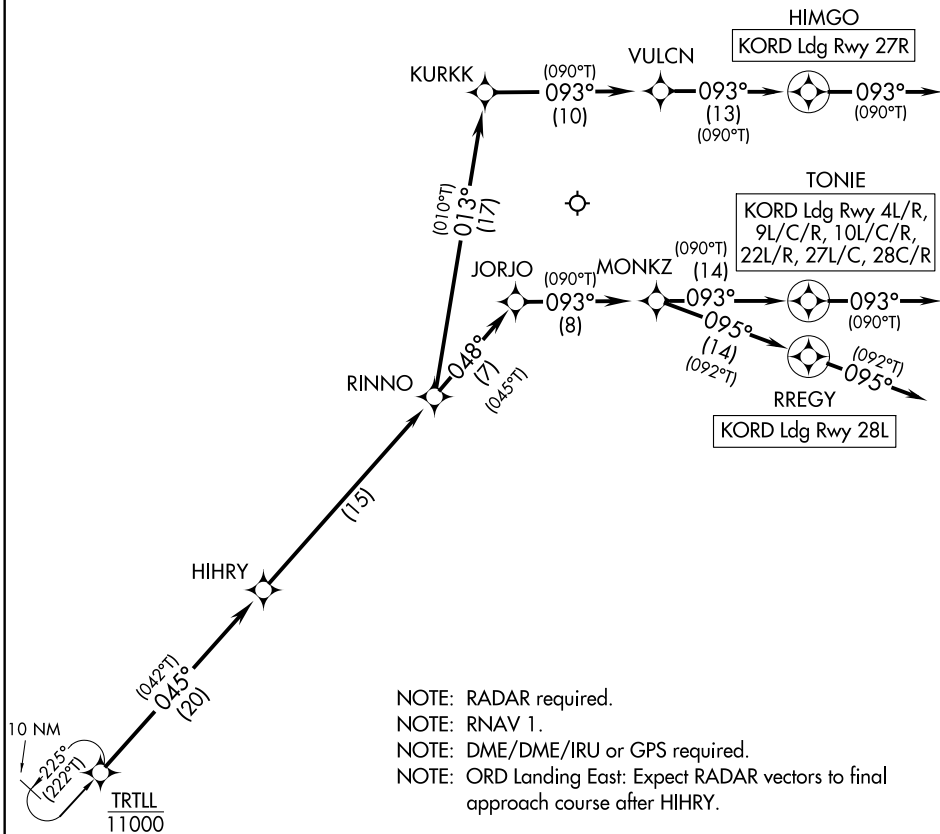 HIMGO
KORD Ldg Rwy 27R
KURKK
(090°T)
093°
(10)
VULCN
093°
(13)
(090°T)
093°
(090°T)
(010°T)
013°
(17)
TONIE
KORD Ldg Rwy 4L/R,
9L/C/R, 10L/C/R,
22L/R, 27L/C, 28C/R
JORJO
(090°T)
093°
(8)
MONKZ
(090°T)
(14)
093°
093°
(090°T)
095°
(14)
(092°T)
(092°T)
095°
RREGY
KORD Ldg Rwy 28L
RINNO
048°
(7)
(045°T)
(15)
HIHRY
(042°T)
045°
(20)
10 NM
225°
(222°T)
TRTLL
11000
NOTE: RADAR required.
NOTE: RNAV 1.
NOTE: DME/DME/IRU or GPS required.
NOTE: ORD Landing East: Expect RADAR vectors to final
approach course after HIHRY.